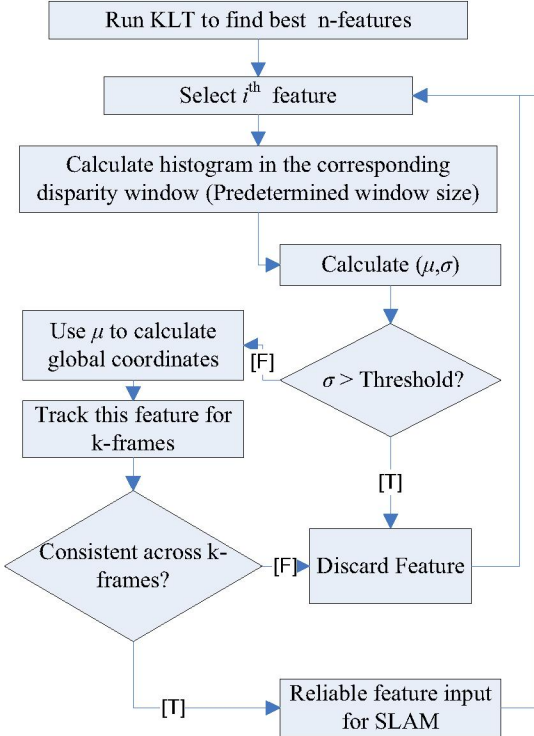 Run KLT to find best n-features
Select iᵗʰ feature
Calculate histogram in the corresponding
disparity window (Predetermined window size)
Calculate (μ,σ)
Use μ to calculate
global coordinates
[F]
σ > Threshold?
Track this feature for
k-frames
[T]
Consistent across k-
frames?
[F]
Discard Feature
[T]
Reliable feature input
for SLAM